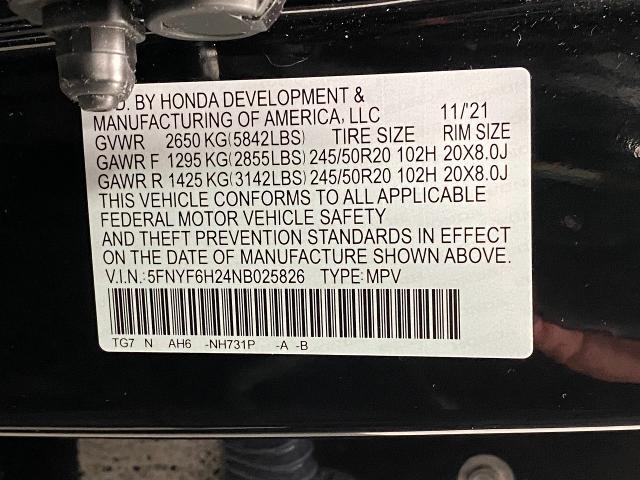 D. BY HONDA DEVELOPMENT &
MANUFACTURING OF AMERICA, LLC 11/'21
GVWR 2650 KG(5842LBS) TIRE SIZE RIM SIZE
GAWR F 1295 KG(2855LBS) 245/50R20 102H 20X8.0J
GAWR R 1425 KG(3142LBS) 245/50R20 102H 20X8.0J
THIS VEHICLE CONFORMS TO ALL APPLICABLE
FEDERAL MOTOR VEHICLE SAFETY
AND THEFT PREVENTION STANDARDS IN EFFECT
ON THE DATE OF MANUFACTURE SHOWN ABOVE.
V.I.N.:5FNYF6H24NB025826 TYPE:MPV
TG7 N AH6 -NH731P -A -B